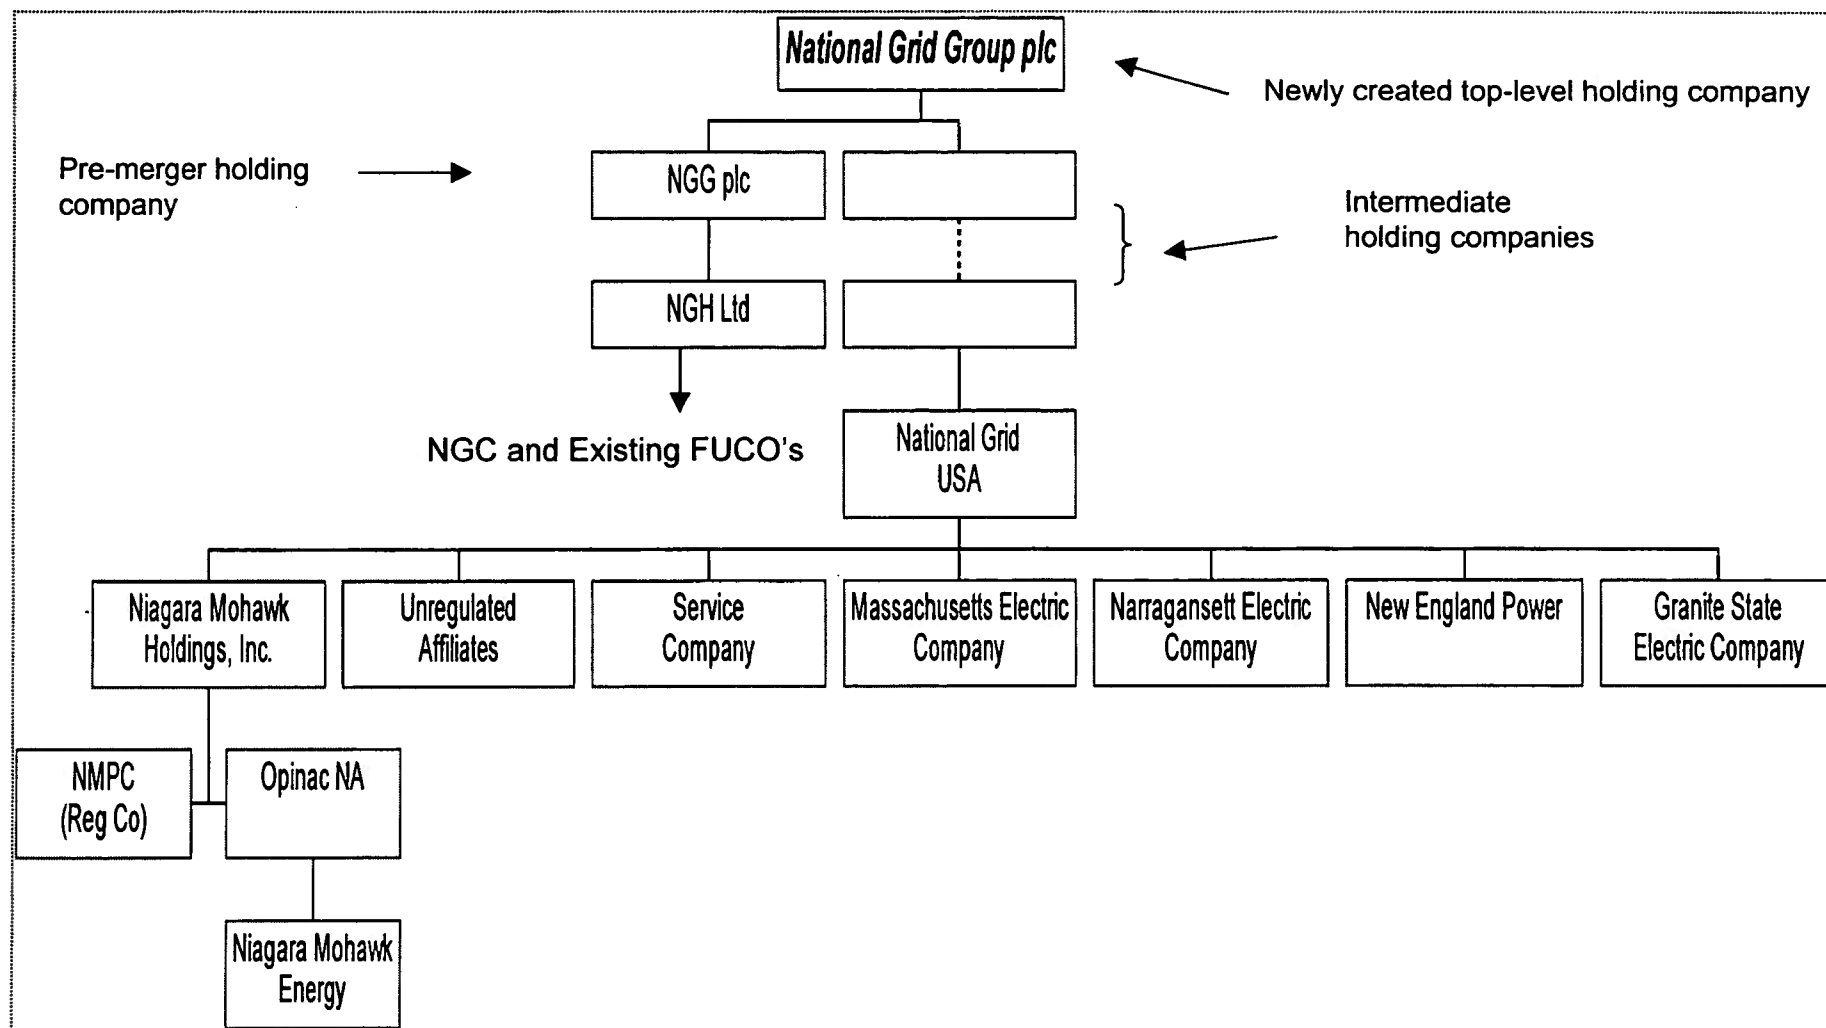 National Grid Group plc
Newly created top-level holding company
Pre-merger holding
company
NGG plc
Intermediate
holding companies
NGH Ltd
NGC and Existing FUCO's
National Grid
USA
Niagara Mohawk
Holdings, Inc.
Unregulated
Affiliates
Service
Company
Massachusetts Electric
Company
Narragansett Electric
Company
New England Power
Granite State
Electric Company
NMPC
(Reg Co)
Opinac NA
Niagara Mohawk
Energy